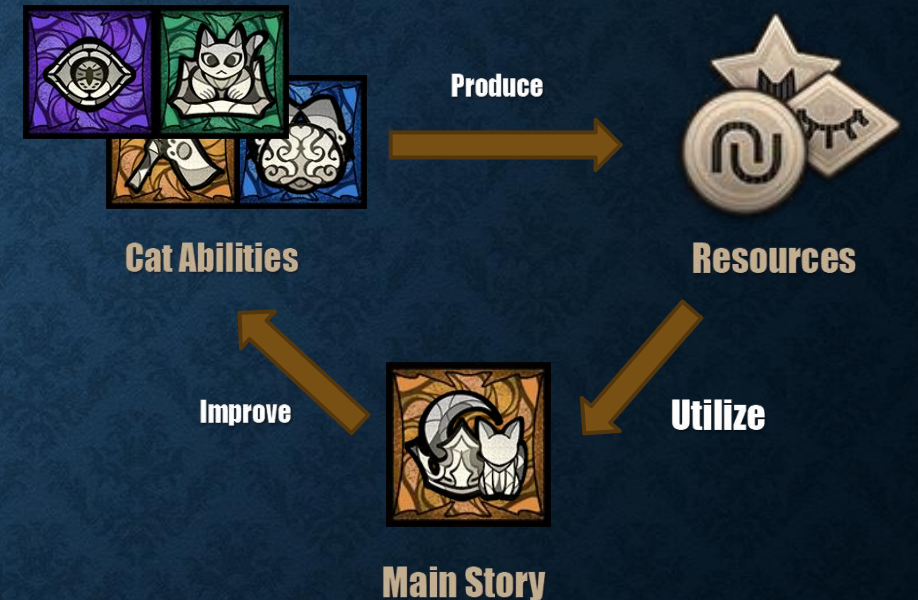 Produce
Cat Abilities
Resources
Improve
Utilize
Main Story